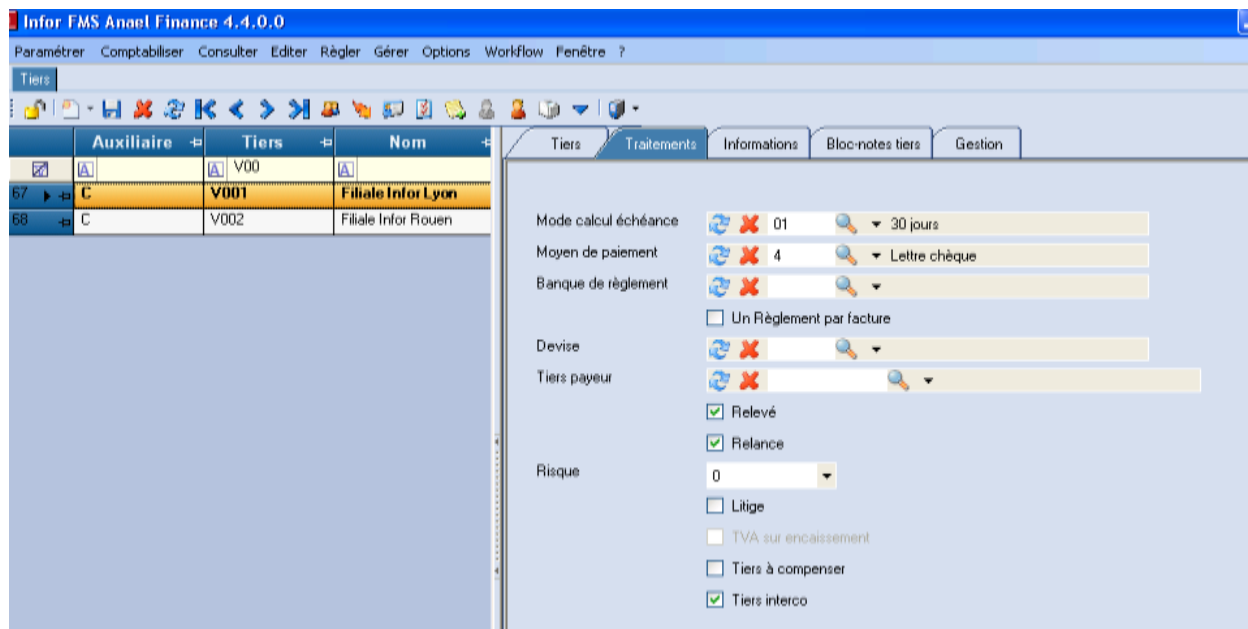 Infor FMS Anael Finance 4.4.0.0
Paramétrer Comptabiliser Consulter Editer Règler Gérer Options Workflow Fenêtre ?
Tiers
Auxiliaire Tiers Nom
A A V00 A
67 C V001 Filiale Infor Lyon
68 C V002 Filiale Infor Rouen
Tiers Traitements Informations Bloc-notes tiers Gestion
Mode calcul échéance 01 30 jours
Moyen de paiement 4 Lettre chèque
Banque de règlement
Un Règlement par facture
Devise
Tiers payeur
Relevé
Relance
Risque 0
Litige
TVA sur encaissement
Tiers à compenser
Tiers interco